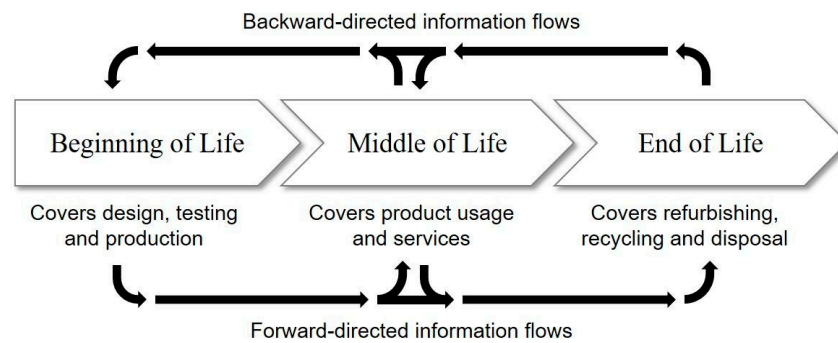 Backward-directed information flows
Beginning of Life
Middle of Life
End of Life
Covers design, testing
and production
Covers product usage
and services
Covers refurbishing,
recycling and disposal
Forward-directed information flows